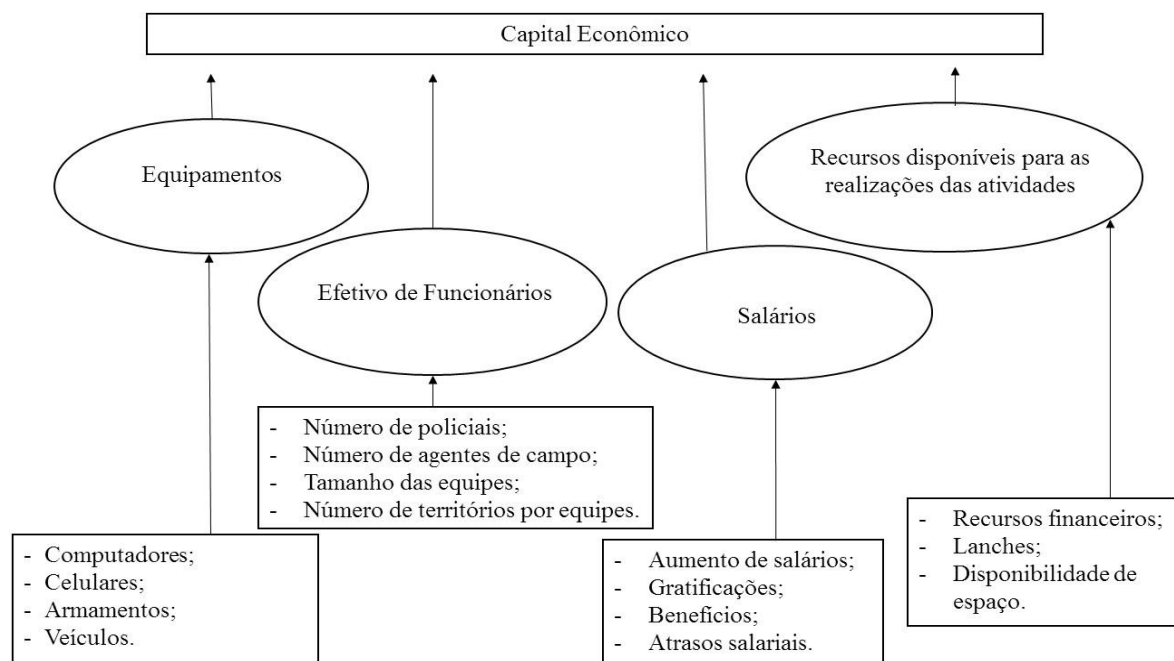 Capital Econômico
Equipamentos
Efetivo de Funcionários
Salários
Recursos disponíveis para as
realizações das atividades
- Computadores;
- Celulares;
- Armamentos;
- Veículos.
- Número de policiais;
- Número de agentes de campo;
- Tamanho das equipes;
- Número de territórios por equipes.
- Aumento de salários;
- Gratificações;
- Benefícios;
- Atrasos salariais.
- Recursos financeiros;
- Lanches;
- Disponibilidade de
espaço.